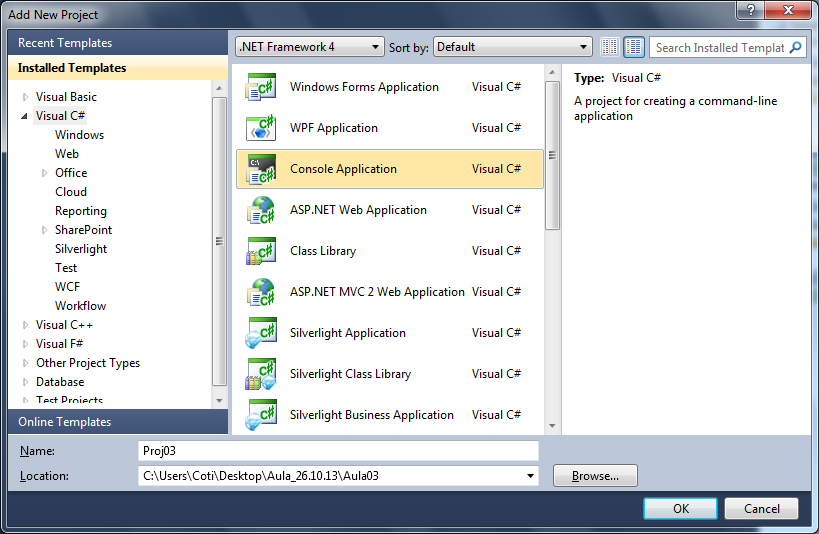 Add New Project
Recent Templates
Installed Templates
Visual Basic
Visual C#
Windows
Web
Office
Cloud
Reporting
SharePoint
Silverlight
Test
WCF
Workflow
Visual C++
Visual F#
Other Project Types
Database
Test Projects
Online Templates
.NET Framework 4 Sort by: Default Search Installed Templat
Windows Forms Application Visual C#
WPF Application Visual C#
Console Application Visual C#
ASP.NET Web Application Visual C#
Class Library Visual C#
ASP.NET MVC 2 Web Application Visual C#
Silverlight Application Visual C#
Silverlight Class Library Visual C#
Silverlight Business Application Visual C#
Type: Visual C#
A project for creating a command-line
application
Name: Proj03
Location: C:\Users\Coti\Desktop\Aula_26.10.13\Aula03 Browse...
OK Cancel